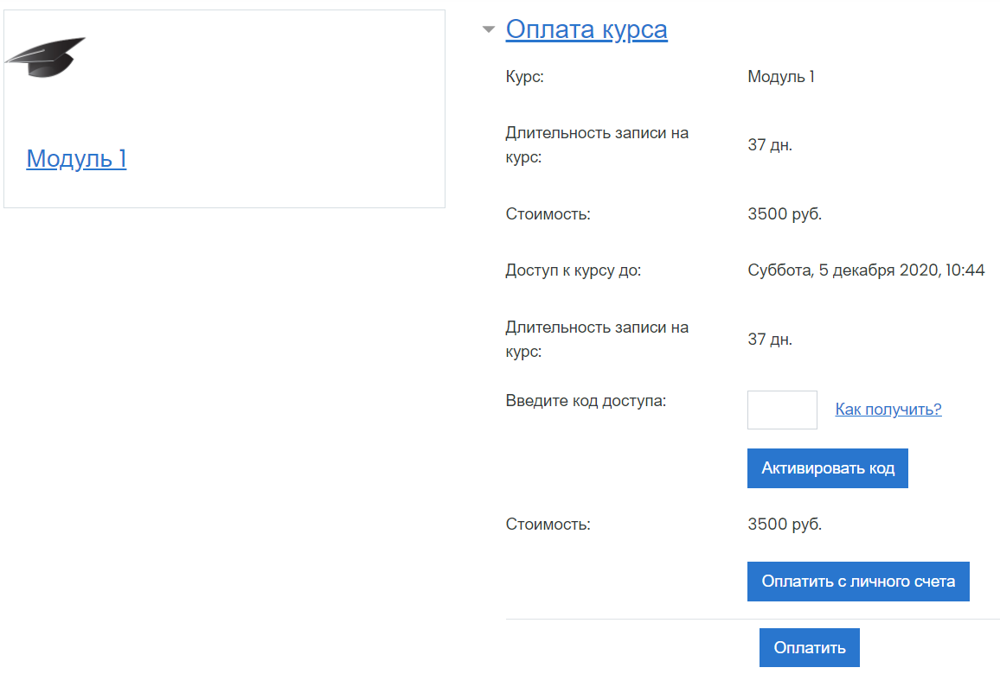 Модуль 1
Оплата курса
Курс: Модуль 1
Длительность записи на
курс: 37 дн.
Стоимость: 3500 руб.
Доступ к курсу до: Суббота, 5 декабря 2020, 10:44
Длительность записи на
курс: 37 дн.
Введите код доступа: Как получить?
Активировать код
Стоимость: 3500 руб.
Оплатить с личного счета
Оплатить